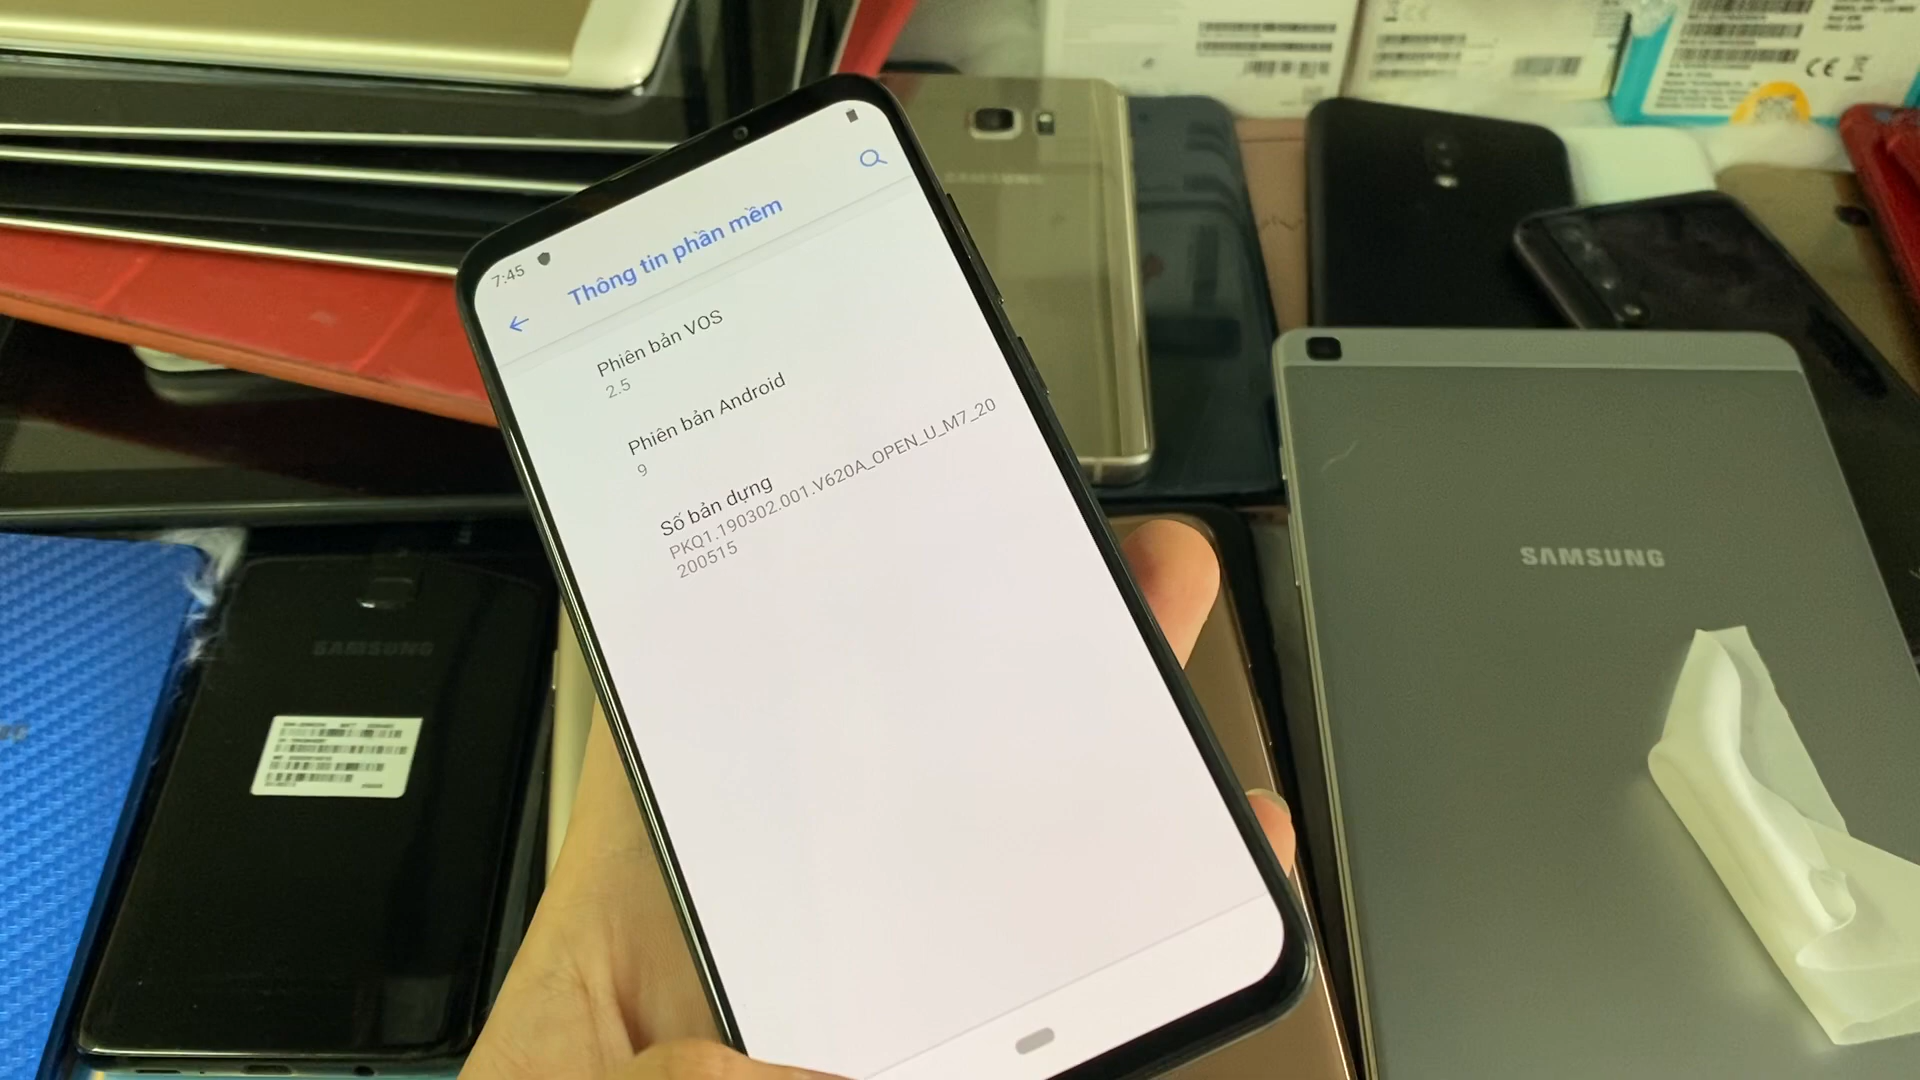 7:45
Thông tin phần mềm
Phiên bản VOS
2.5
Phiên bản Android
9
Số bản dựng
PKQ1.190302.001.V620A_OPEN_U_M7_20
200515
SAMSUNG
SAMSUNG
SAMSUNG